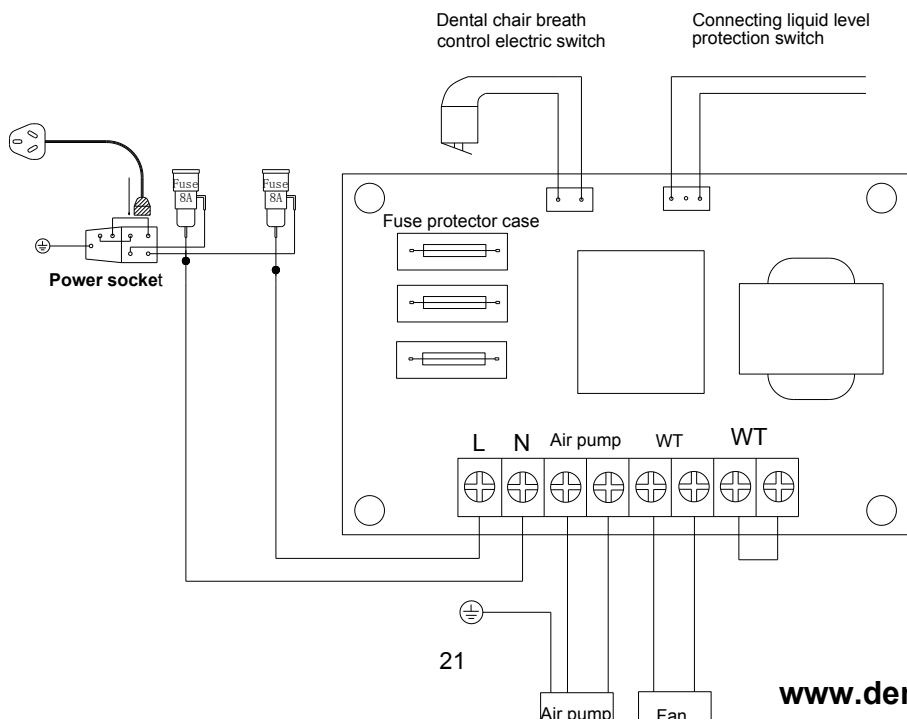 Dental chair breath
control electric switch
Connecting liquid level
protection switch
Fuse
8A
Fuse
8A
Fuse protector case
Power socket
L
N
Air pump
WT
WT
21
Air pump
Fan